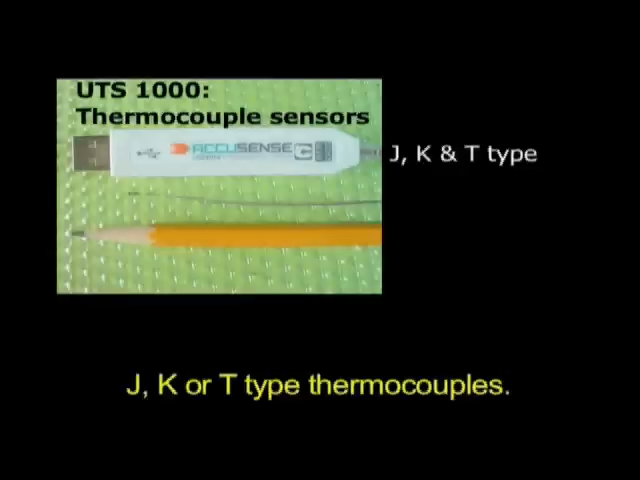 UTS 1000:
Thermocouple sensors
ACCUSENSE
J, K & T type
J, K or T type thermocouples.